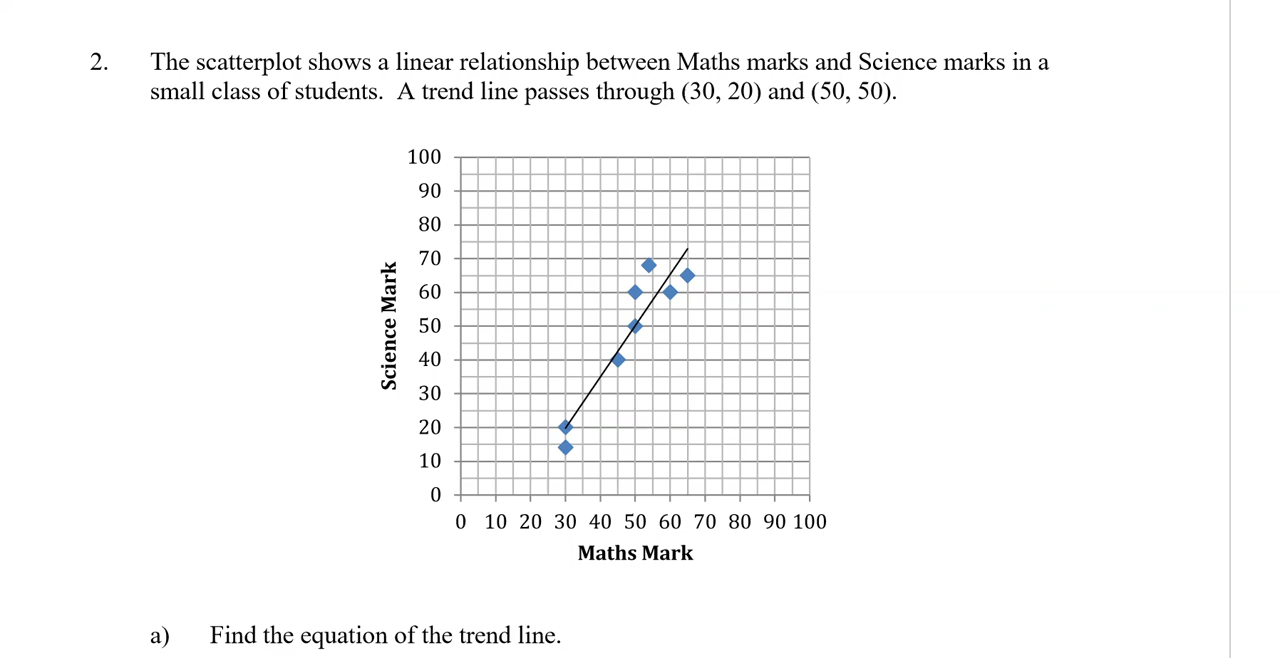 2. The scatterplot shows a linear relationship between Maths marks and Science marks in a
small class of students.  A trend line passes through (30, 20) and (50, 50).
100
90
80
70
60
50
40
30
20
10
0
Science Mark
0 10 20 30 40 50 60 70 80 90 100
Maths Mark
a) Find the equation of the trend line.